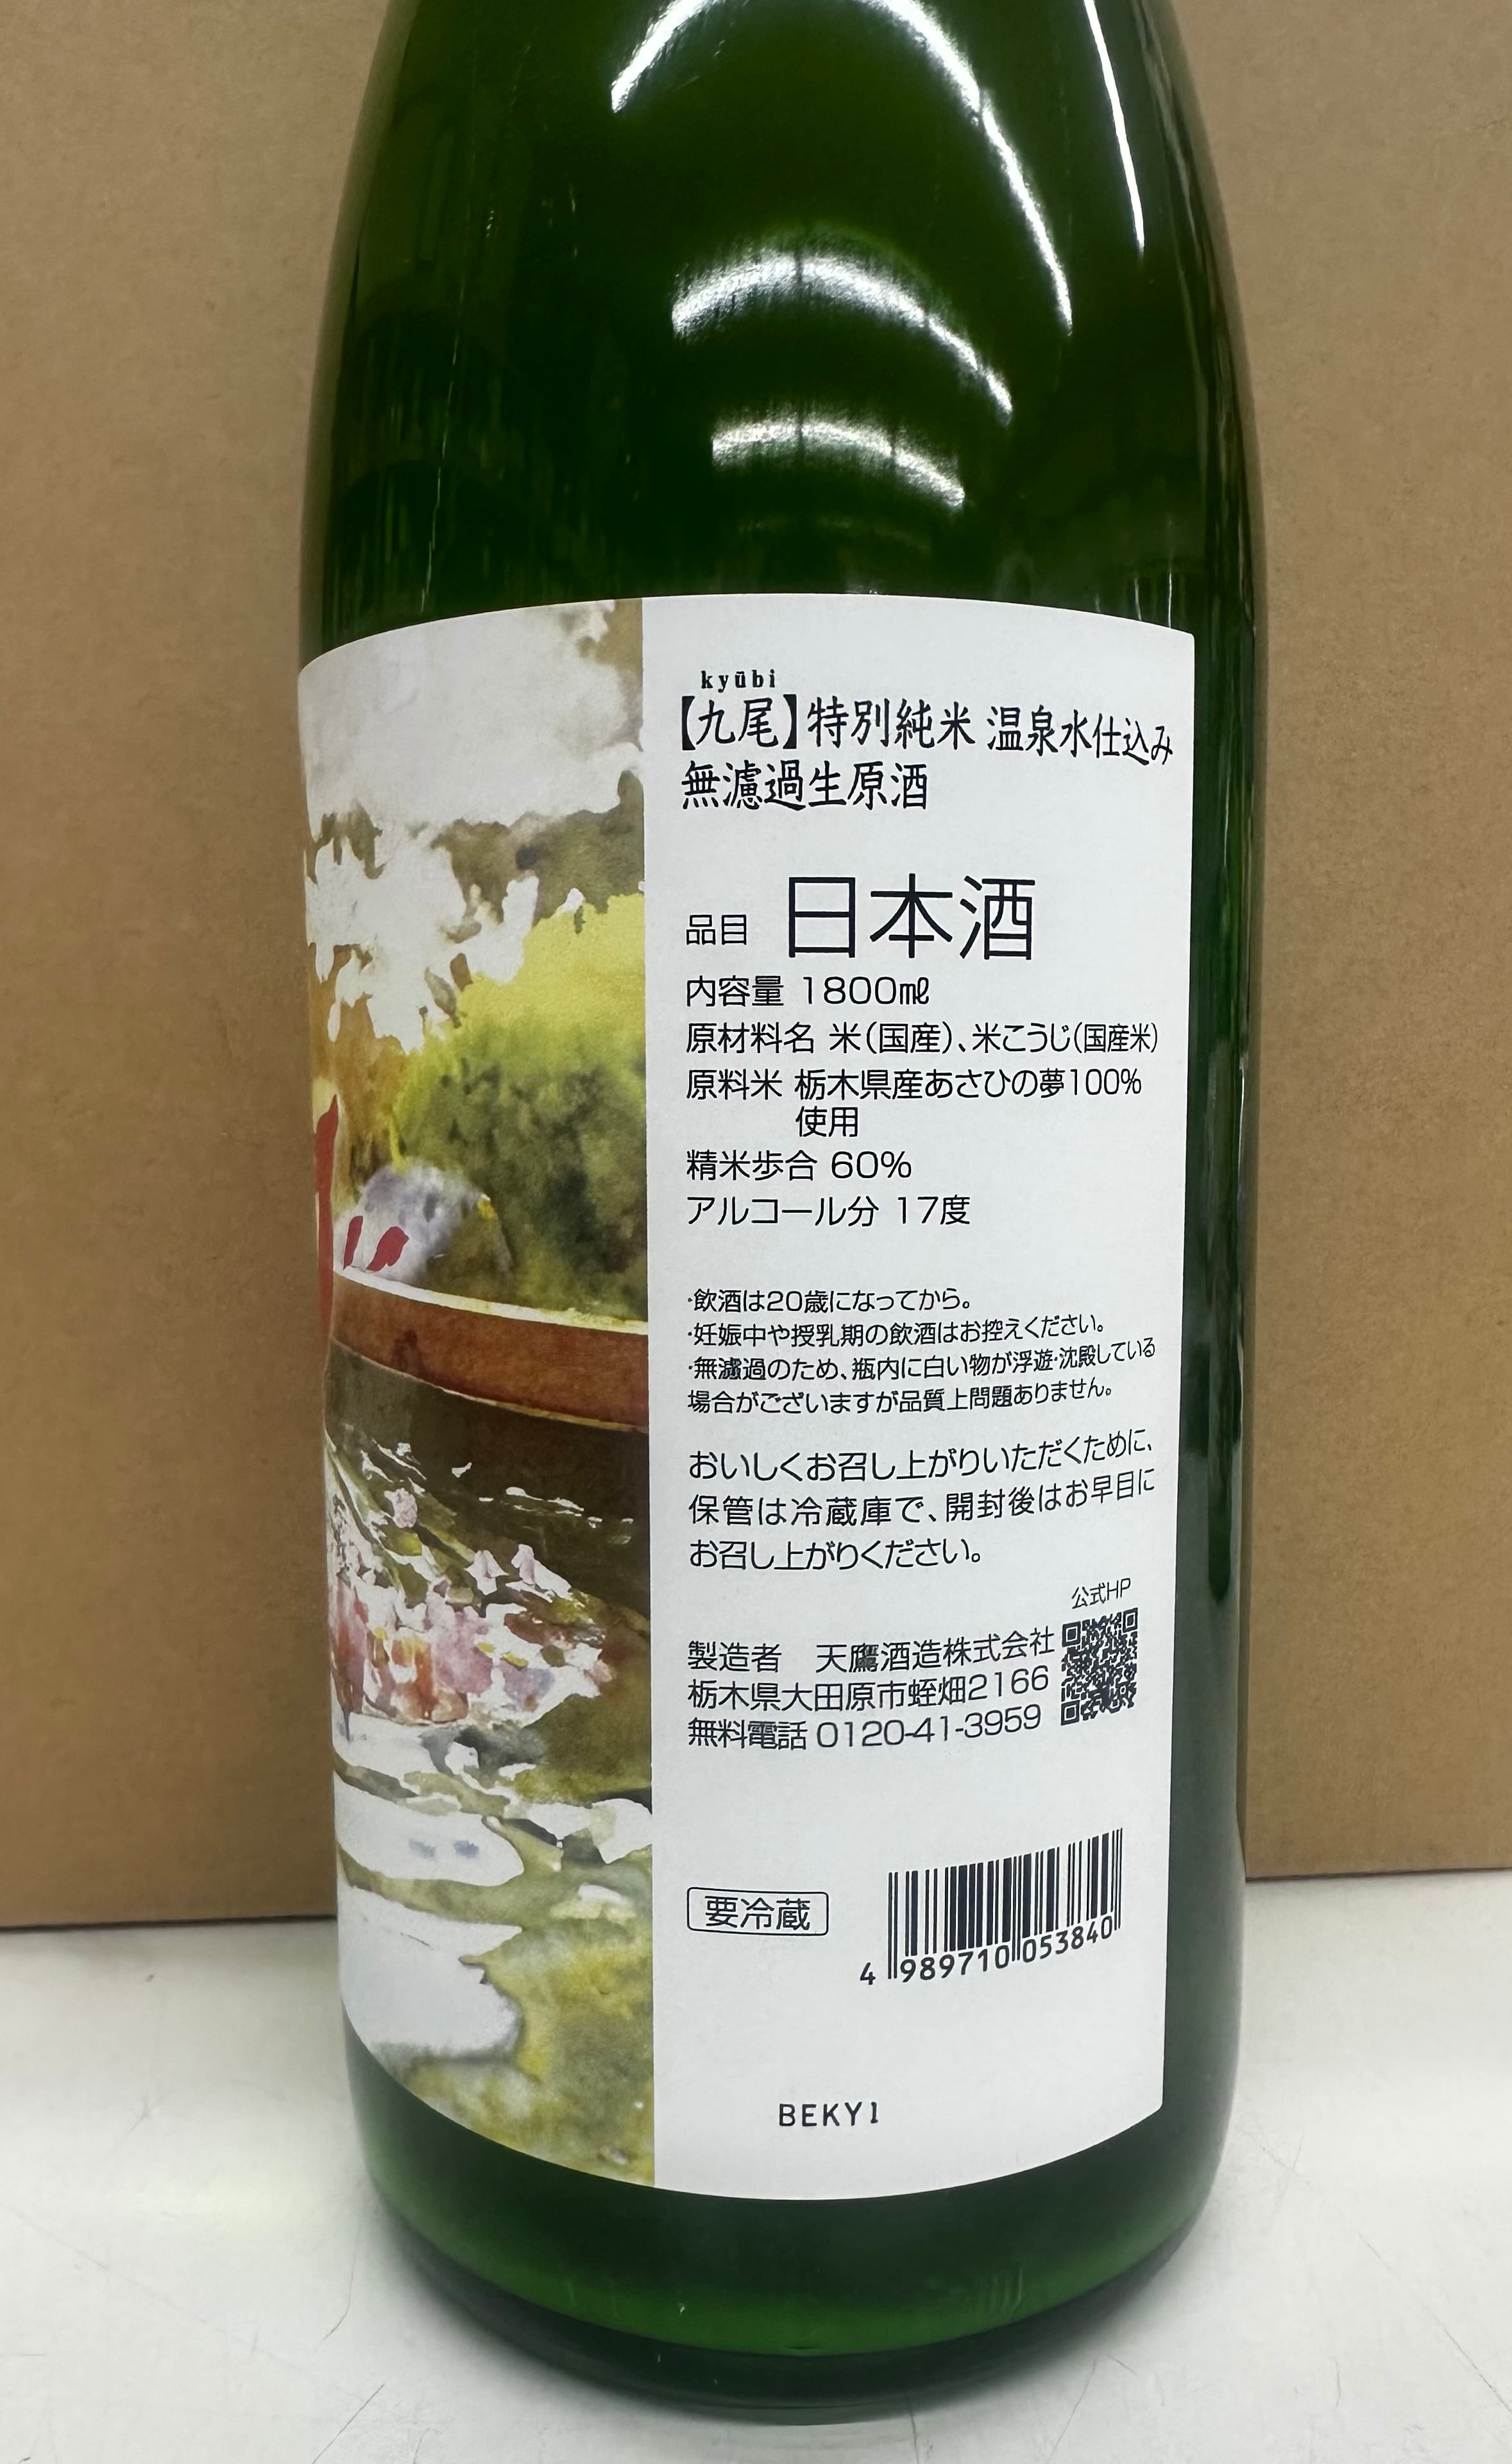 kyūbi
【九尾】特別純米 温泉水仕込み
無濾過生原酒
品目 日本酒
内容量 1800㎖
原材料名 米(国産)、米こうじ(国産米)
原料米 栃木県産あさひの夢100%
使用
精米歩合 60%
アルコール分 17度
・飲酒は20歳になってから。
・妊娠中や授乳期の飲酒はお控えください。
・無濾過のため、瓶内に白い物が浮遊・沈殿している
場合がございますが品質上問題ありません。
おいしくお召し上がりいただくために、
保管は冷蔵庫で、開封後はお早目に
お召し上がりください。
公式HP
製造者 天鷹酒造株式会社
栃木県大田原市蛭畑2166
無料電話 0120-41-3959
要冷蔵
4 989710 053840
BEKY1